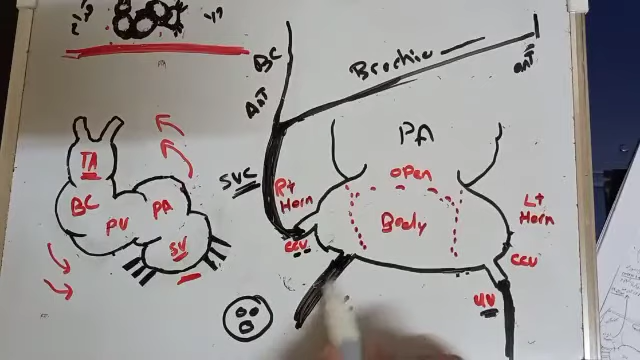 BC
Brachio
ANT
ANT
PA
TA
SVC
Rt
Horn
open
BC
PA
Lt
Horn
PV
Body
CCV
CCV
SV
UV